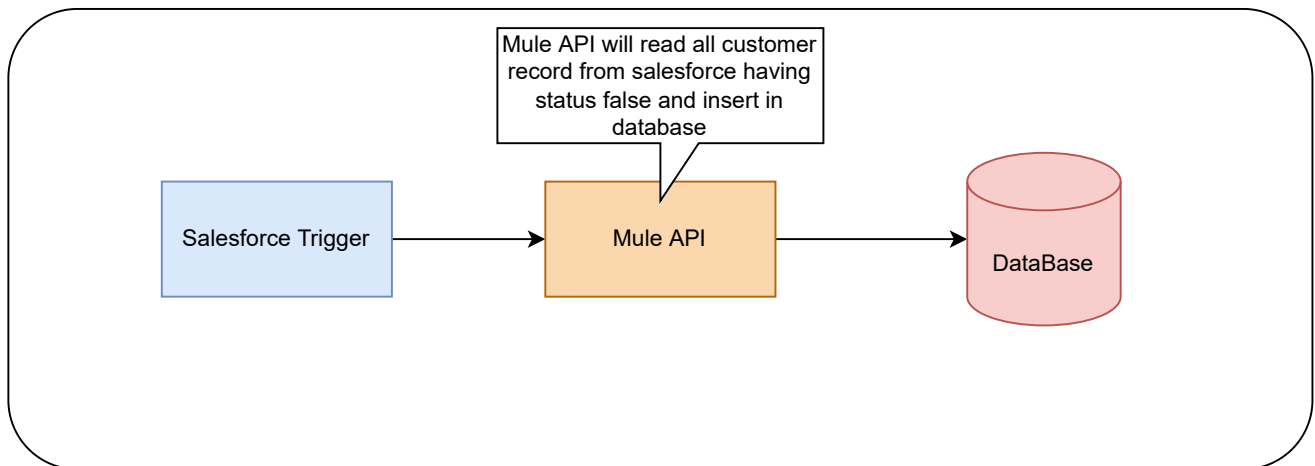 Mule API will read all customer
record from salesforce having
status false and insert in
database
Salesforce Trigger
Mule API
DataBase